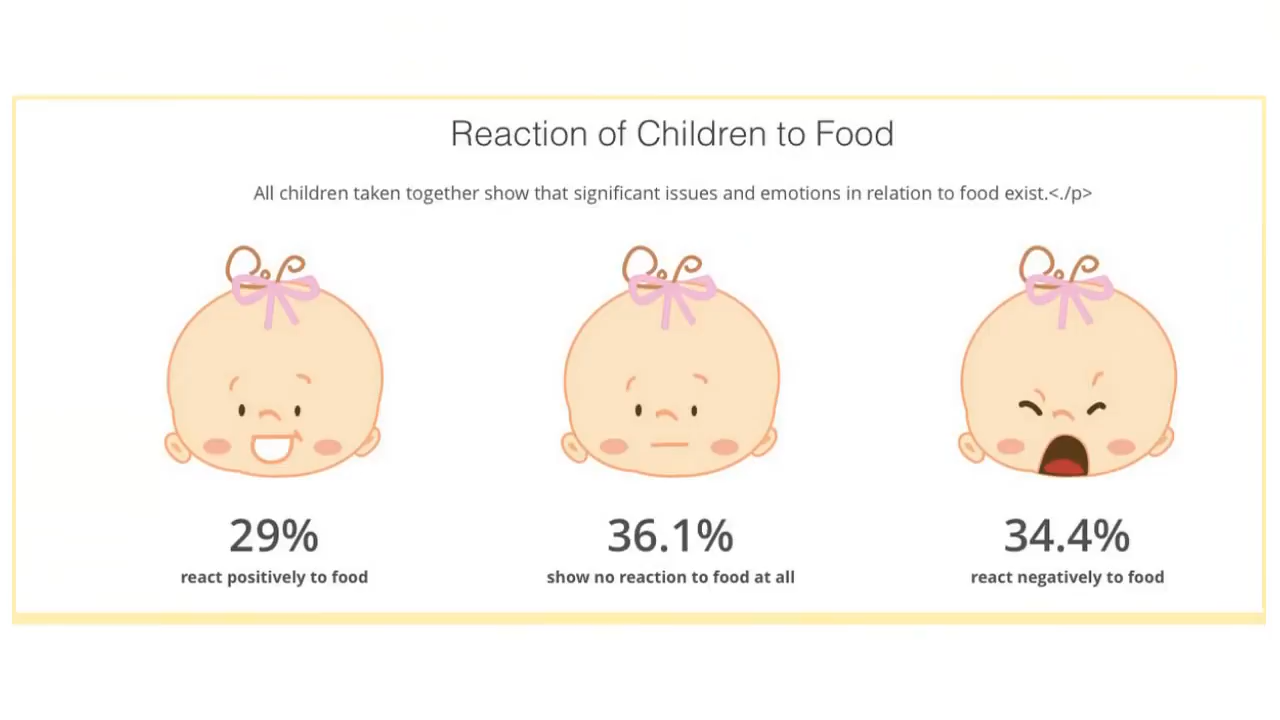 Reaction of Children to Food
All children taken together show that significant issues and emotions in relation to food exist.<./p>
29%
react positively to food
36.1%
show no reaction to food at all
34.4%
react negatively to food